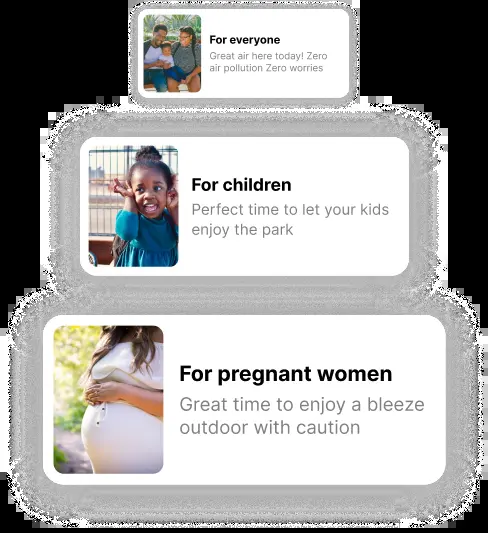 For everyone
Great air here today! Zero
air pollution Zero worries
For children
Perfect time to let your kids
enjoy the park
For pregnant women
Great time to enjoy a bleeze
outdoor with caution